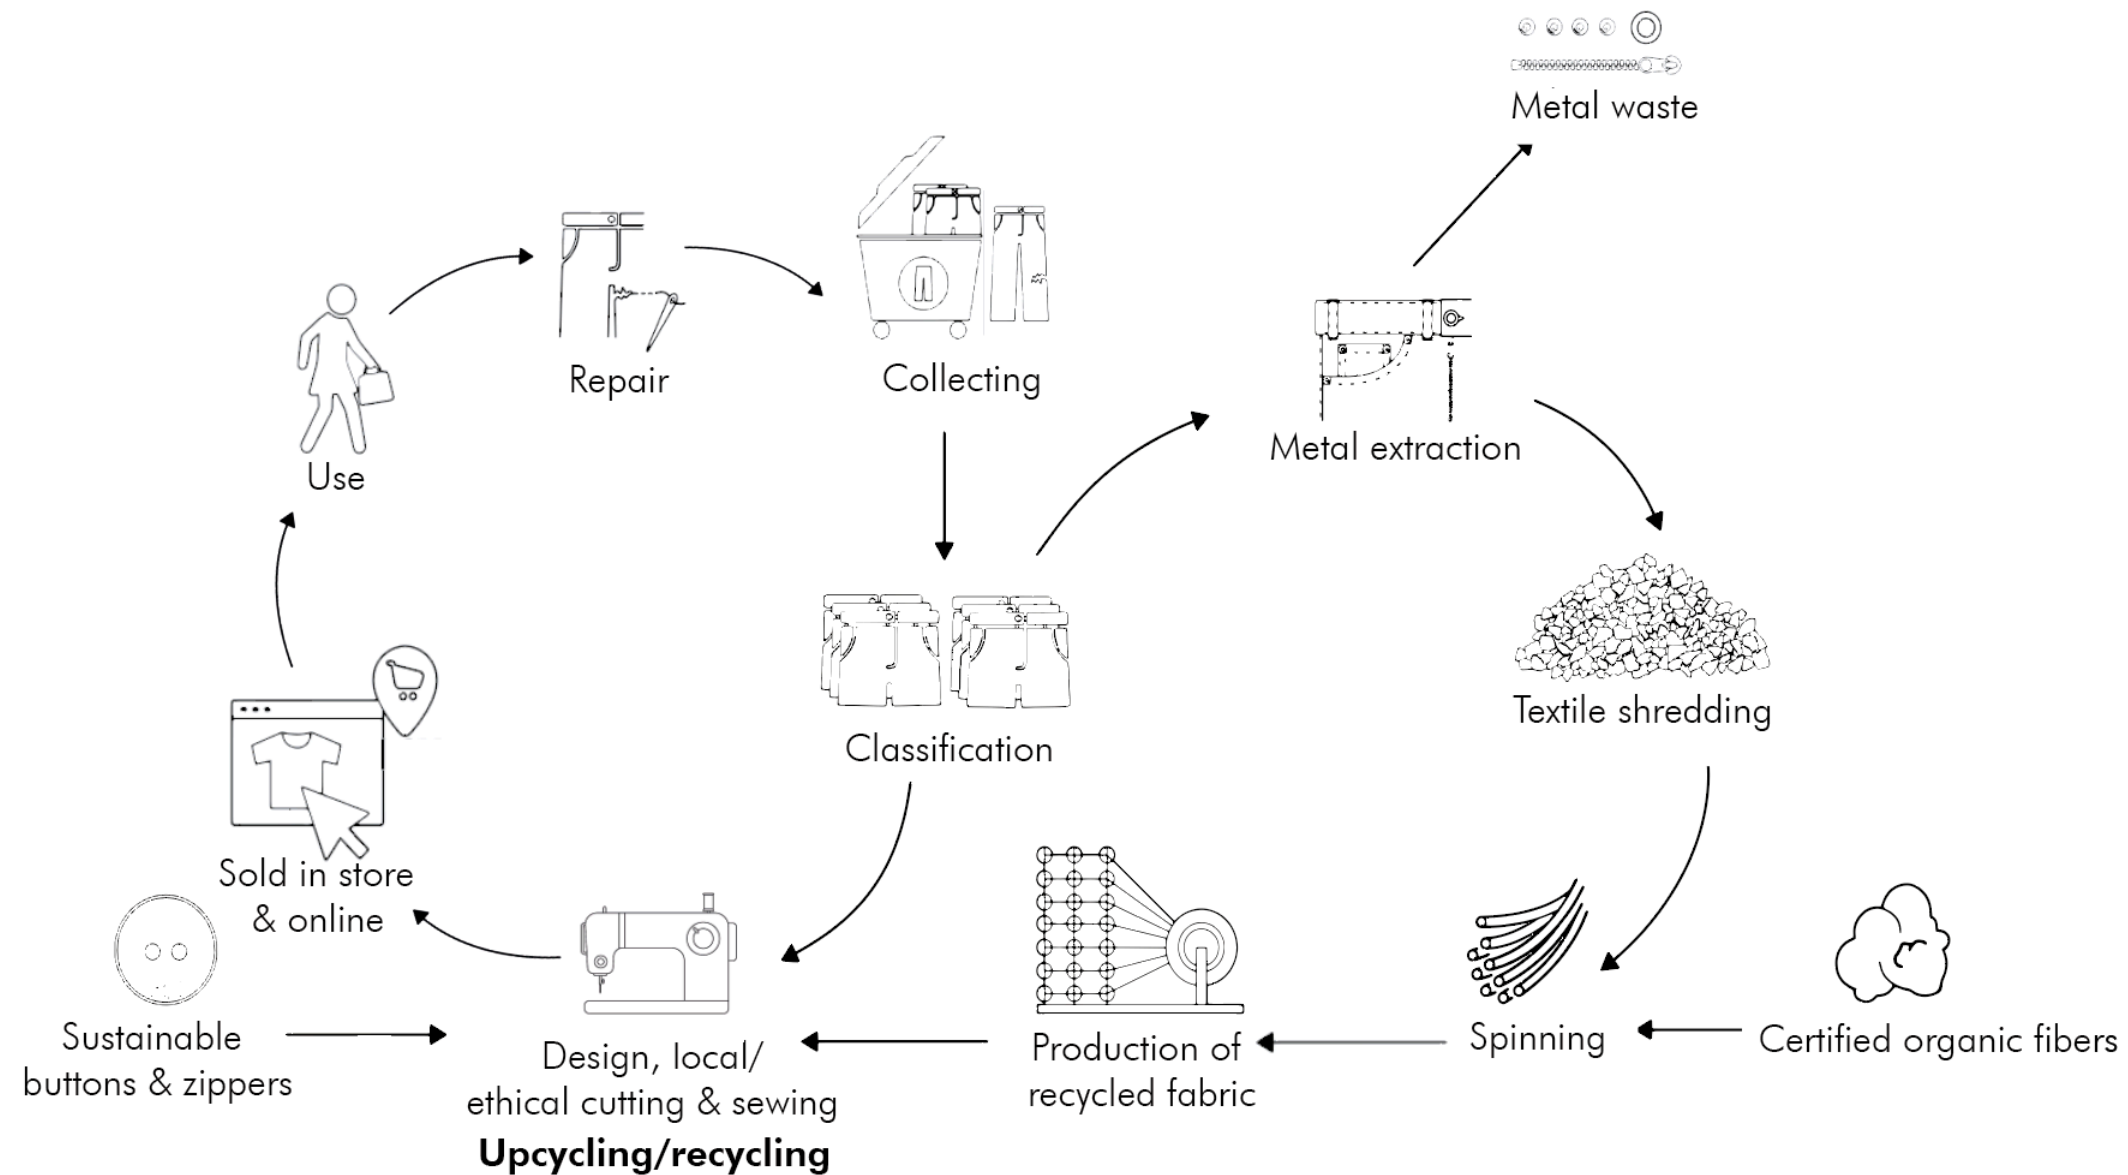 Metal waste
Repair
Collecting
Metal extraction
Use
Textile shredding
Classification
Sold in store
& online
Sustainable
buttons & zippers
Design, local/
ethical cutting & sewing
Upcycling/recycling
Production of
recycled fabric
Spinning
Certified organic fibers